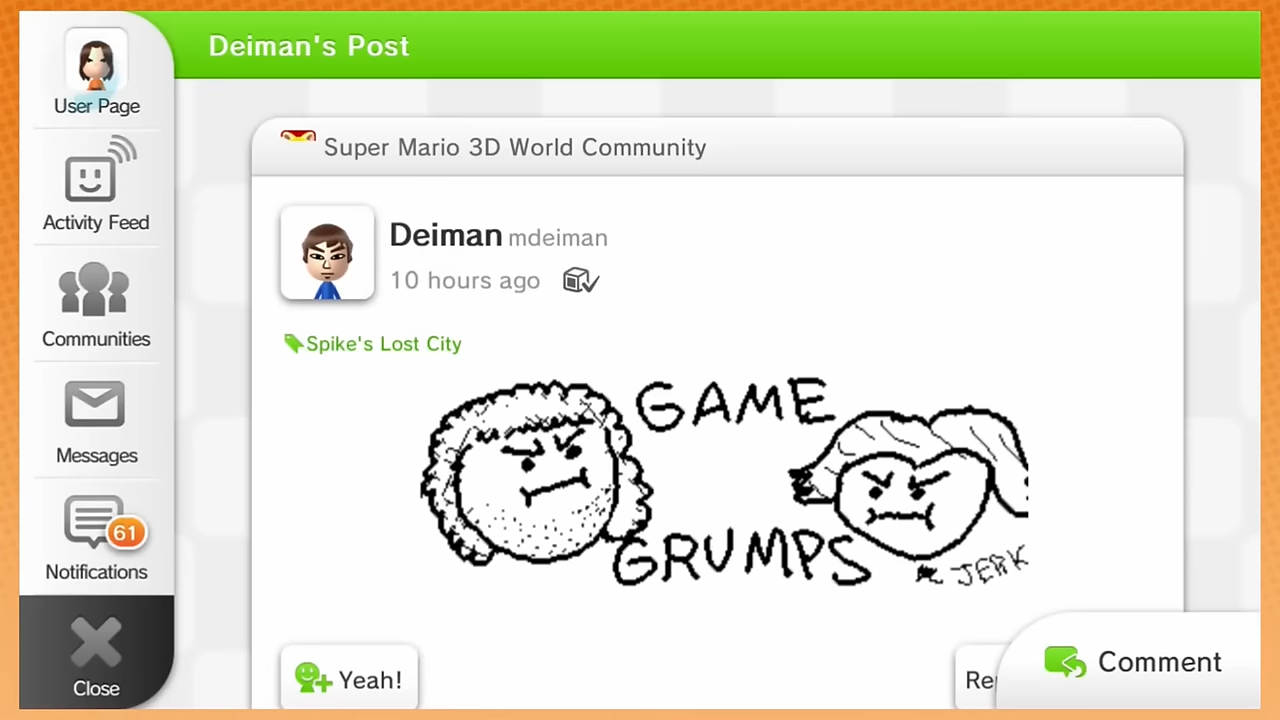 Deiman's Post
User Page
Activity Feed
Communities
Messages
61
Notifications
Close
Super Mario 3D World Community
Deiman mdeiman
10 hours ago
Spike's Lost City
GAME
GRUMPS
JERK
Yeah!
Comment